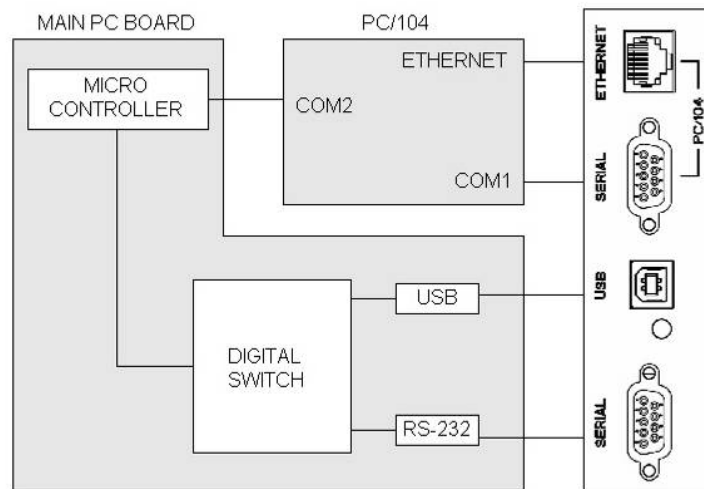 MAIN PC BOARD
PC/104
MICRO
CONTROLLER
ETHERNET
COM2
COM1
DIGITAL
SWITCH
USB
RS-232
ETHERNET
SERIAL
PC/104
USB
SERIAL